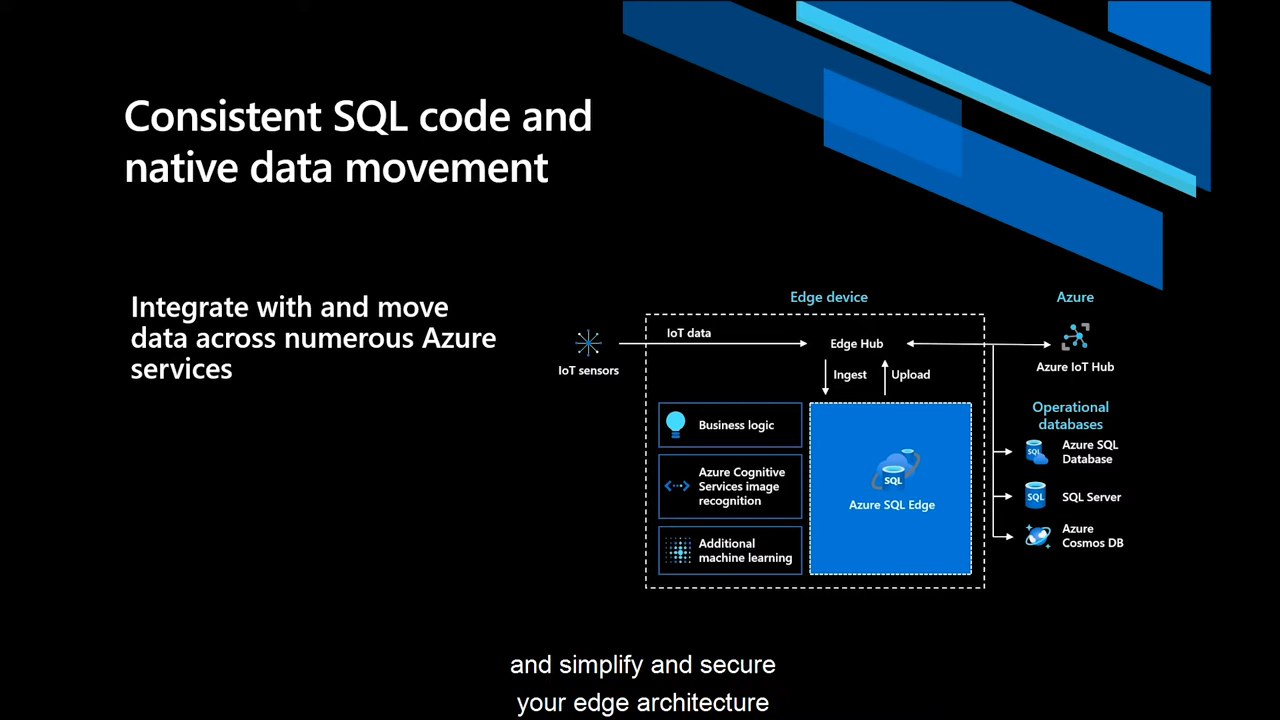 Consistent SQL code and
native data movement
Integrate with and move
data across numerous Azure
services
Edge device
Azure
IoT sensors
IoT data
Edge Hub
Ingest
Upload
Azure IoT Hub
Business logic
Azure Cognitive
Services image
recognition
Additional
machine learning
SQL
Azure SQL Edge
Operational
databases
SQL
Azure SQL
Database
SQL
SQL Server
Azure
Cosmos DB
and simplify and secure
your edge architecture